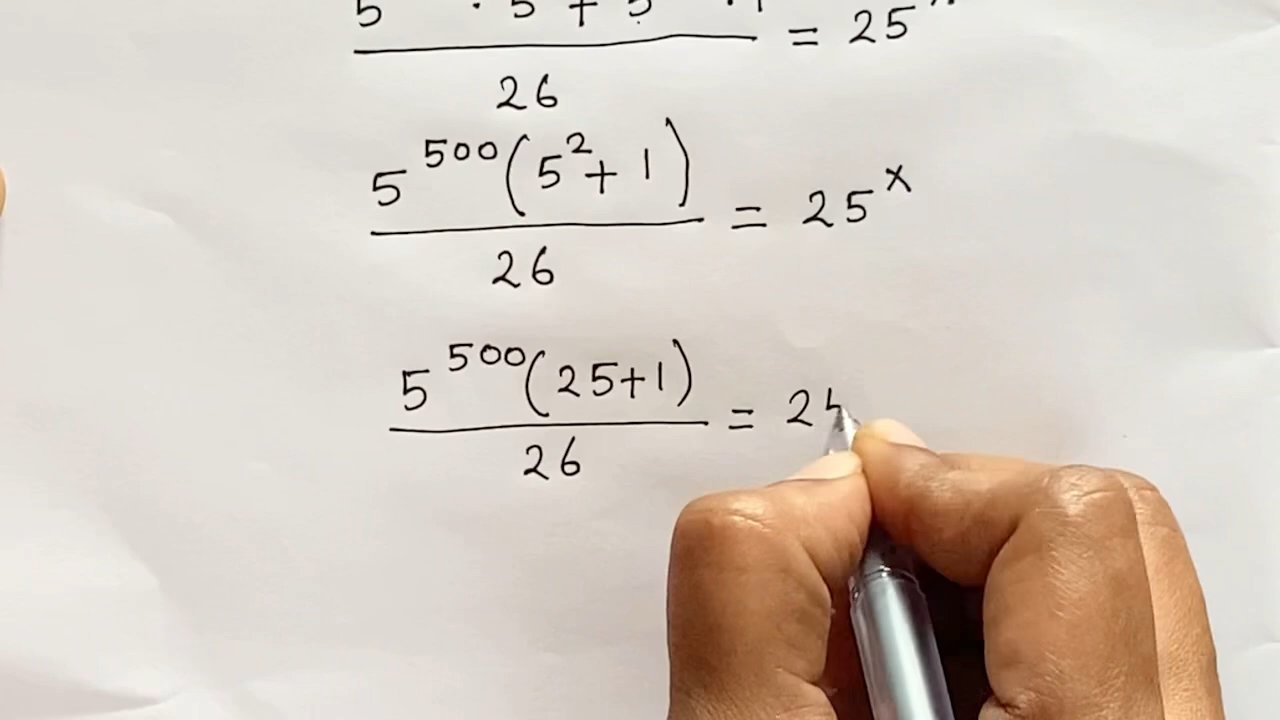 = 25
26
5^500 (5^2 + 1) / 26 = 25^x
5^500 (25+1) / 26 = 2